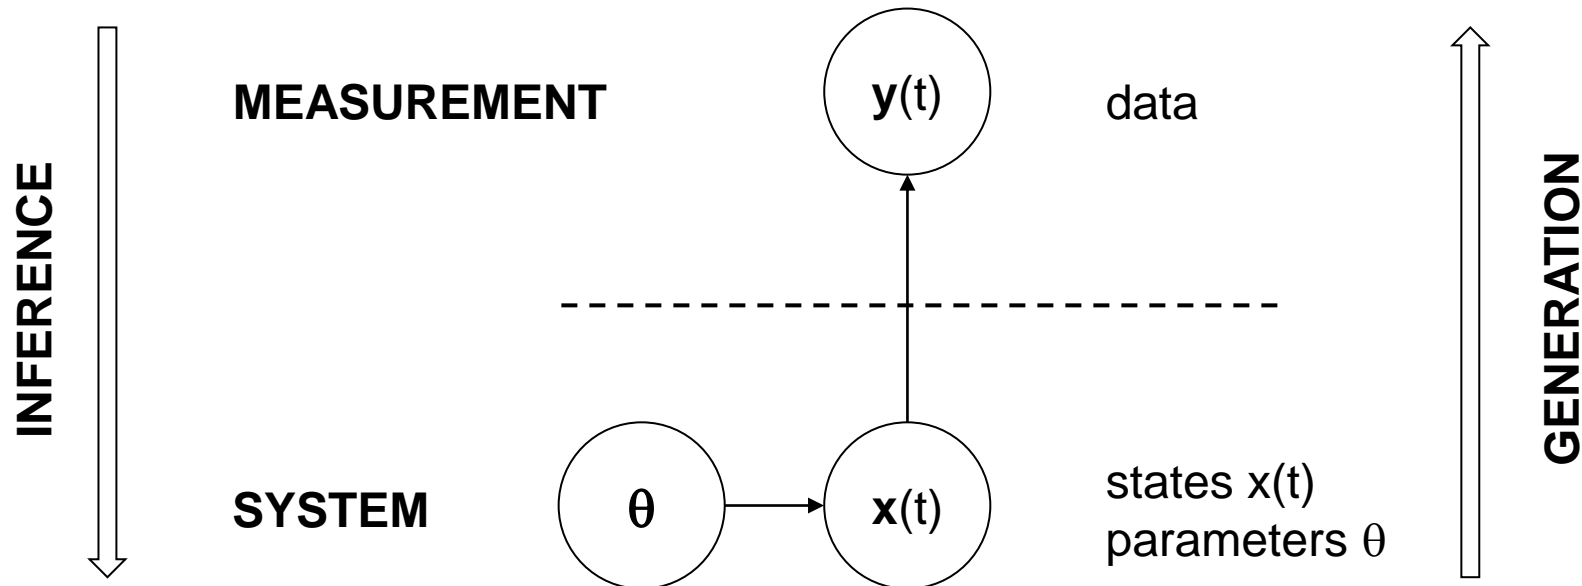 INFERENCE
MEASUREMENT
y(t)
data
GENERATION
SYSTEM
θ
x(t)
states x(t)
parameters θ